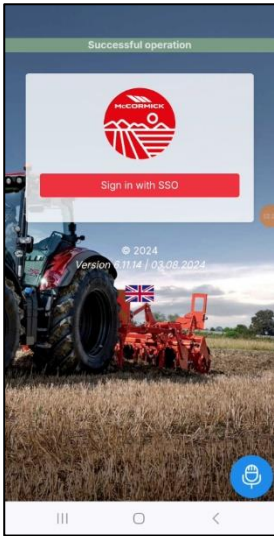 Successful operation
McCORMICK
Sign in with SSO
© 2024
Version 6.11.14 | 03.08.2024